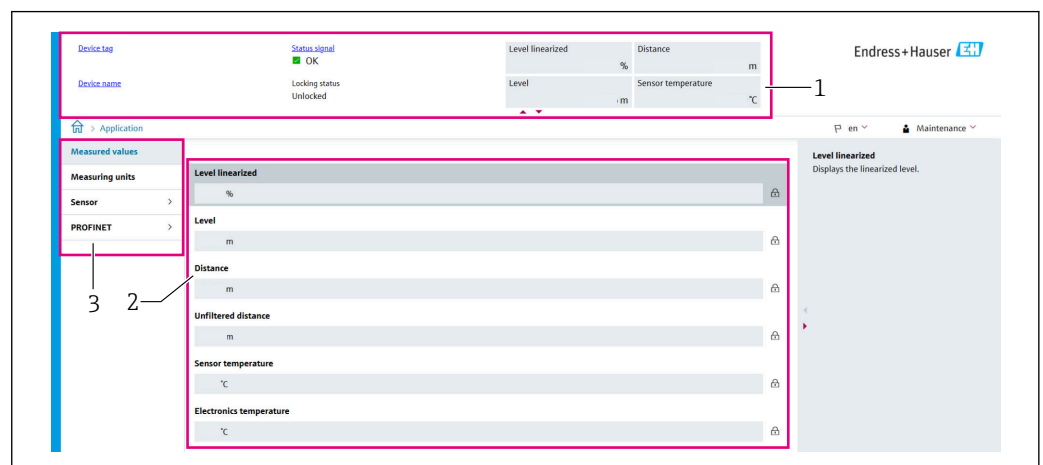 Device tag
Status signal
OK
Level linearized
%
Distance
m
Endress+Hauser EH
Device name
Locking status
Unlocked
Level
m
Sensor temperature
°C
1
> Application
en
Maintenance
Measured values
Measuring units
Sensor >
PROFINET >
3
2
Level linearized
%
Level
m
Distance
m
Unfiltered distance
m
Sensor temperature
°C
Electronics temperature
°C
Level linearized
Displays the linearized level.